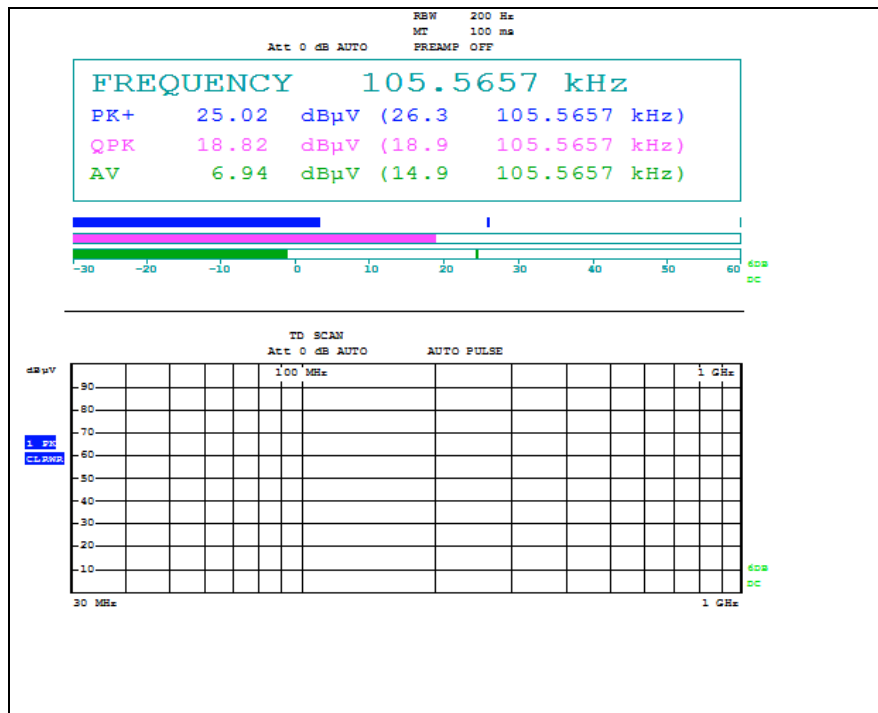 RBW 200 Hz
MT 100 ms
Att 0 dB AUTO PREAMP OFF
FREQUENCY 105.5657 kHz
PK+ 25.02 dBµV (26.3 105.5657 kHz)
QPK 18.82 dBµV (18.9 105.5657 kHz)
AV 6.94 dBµV (14.9 105.5657 kHz)
-30 -20 -10 0 10 20 30 40 50 60
6DB
DC
TD SCAN
Att 0 dB AUTO AUTO PULSE
dBµV
100 MHz 1 GHz
90
80
70
1 PK
CLRWR
60
50
40
30
20
10
6DB
DC
30 MHz 1 GHz